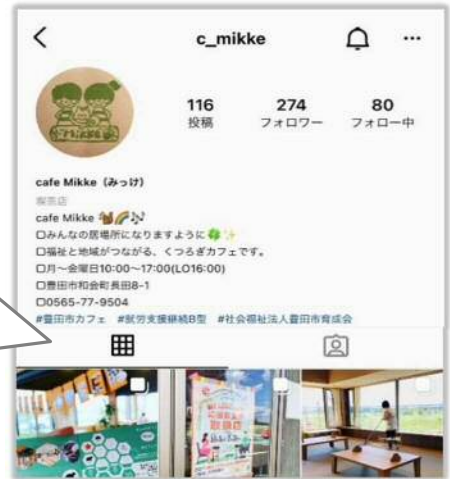 c_mikke
116
投稿
274
フォロワー
80
フォロー中
cafe Mikke（みっけ）
喫茶店
cafe Mikke
みんなの居場所になりますように
福祉と地域がつながる、くつろぎカフェです。
月～金曜日10:00～17:00(LO16:00)
豊田市和会町長田8-1
0565-77-9504
#豊田市カフェ #就労支援継続B型 #社会福祉法人豊田市育成会